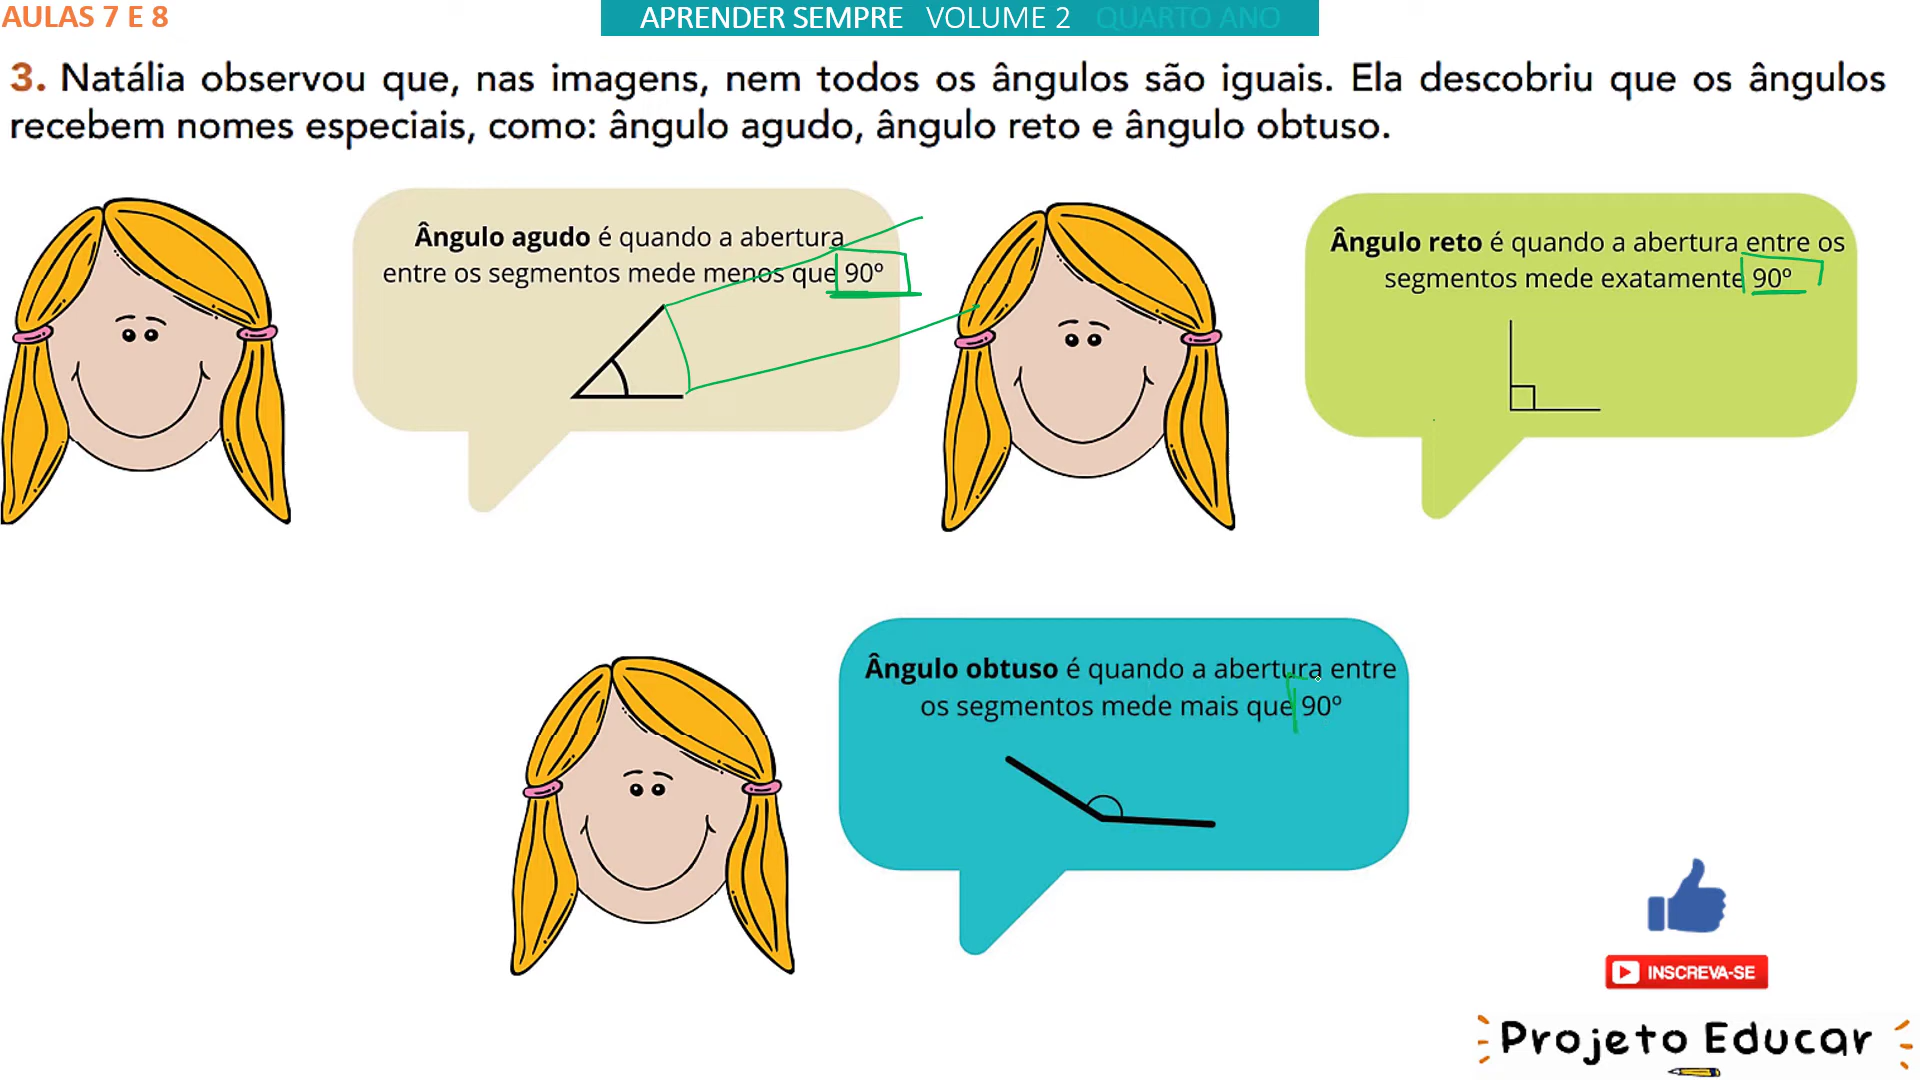 AULAS 7 E 8
APRENDER SEMPRE VOLUME 2 QUARTO ANO
3. Natália observou que, nas imagens, nem todos os ângulos são iguais. Ela descobriu que os ângulos
recebem nomes especiais, como: ângulo agudo, ângulo reto e ângulo obtuso.
Ângulo agudo é quando a abertura
entre os segmentos mede menos que 90º
Ângulo reto é quando a abertura entre os
segmentos mede exatamente 90º
Ângulo obtuso é quando a abertura entre
os segmentos mede mais que 90º
INSCREVA-SE
Projeto Educar